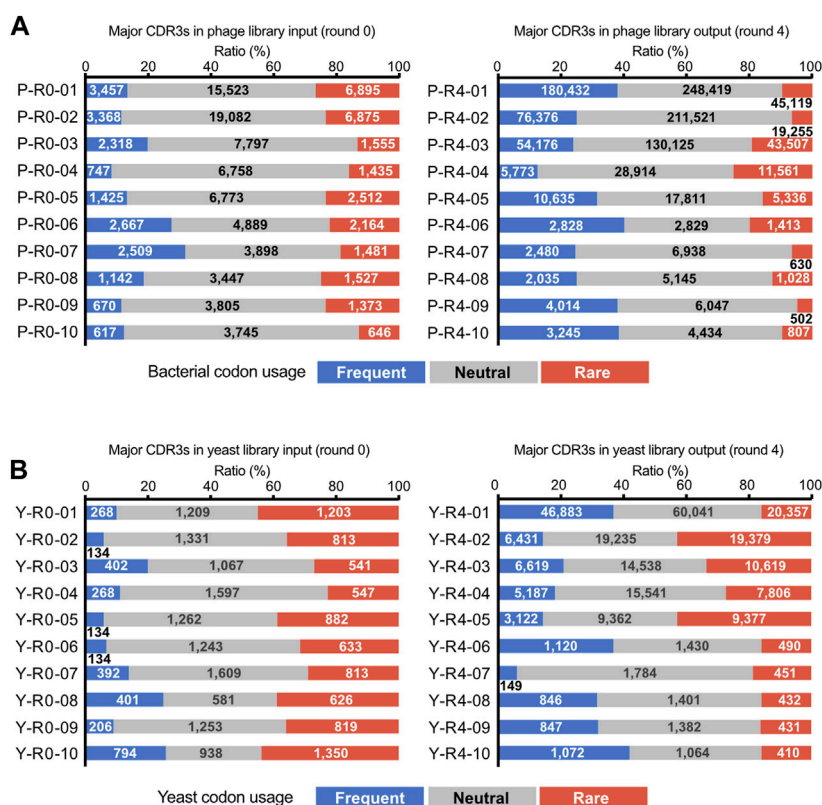 A
Major CDR3s in phage library input (round 0)
Ratio (%)
0 20 40 60 80 100
P-R0-01 3,457 15,523 6,895
P-R0-02 3,368 19,082 6,875
P-R0-03 2,318 7,797 1,555
P-R0-04 747 6,758 1,435
P-R0-05 1,425 6,773 2,512
P-R0-06 2,667 4,889 2,164
P-R0-07 2,509 3,898 1,481
P-R0-08 1,142 3,447 1,527
P-R0-09 670 3,805 1,373
P-R0-10 617 3,745 646
Major CDR3s in phage library output (round 4)
Ratio (%)
0 20 40 60 80 100
P-R4-01 180,432 248,419
45,119
P-R4-02 76,376 211,521
19,255
P-R4-03 54,176 130,125 43,507
P-R4-04 5,773 28,914 11,561
P-R4-05 10,635 17,811 5,336
P-R4-06 2,828 2,829 1,413
P-R4-07 2,480 6,938
630
P-R4-08 2,035 5,145 1,028
P-R4-09 4,014 6,047
502
P-R4-10 3,245 4,434 807
Bacterial codon usage Frequent Neutral Rare
B
Major CDR3s in yeast library input (round 0)
Ratio (%)
0 20 40 60 80 100
Y-R0-01 268 1,209 1,203
Y-R0-02 1,331 813
134
Y-R0-03 402 1,067 541
Y-R0-04 268 1,597 547
Y-R0-05 1,262 882
134
Y-R0-06 1,243 633
134
Y-R0-07 392 1,609 813
Y-R0-08 401 581 626
Y-R0-09 206 1,253 819
Y-R0-10 794 938 1,350
Major CDR3s in yeast library output (round 4)
Ratio (%)
0 20 40 60 80 100
Y-R4-01 46,883 60,041 20,357
Y-R4-02 6,431 19,235 19,379
Y-R4-03 6,619 14,538 10,619
Y-R4-04 5,187 15,541 7,806
Y-R4-05 3,122 9,362 9,377
Y-R4-06 1,120 1,430 490
Y-R4-07 1,784 451
149
Y-R4-08 846 1,401 432
Y-R4-09 847 1,382 431
Y-R4-10 1,072 1,064 410
Yeast codon usage Frequent Neutral Rare